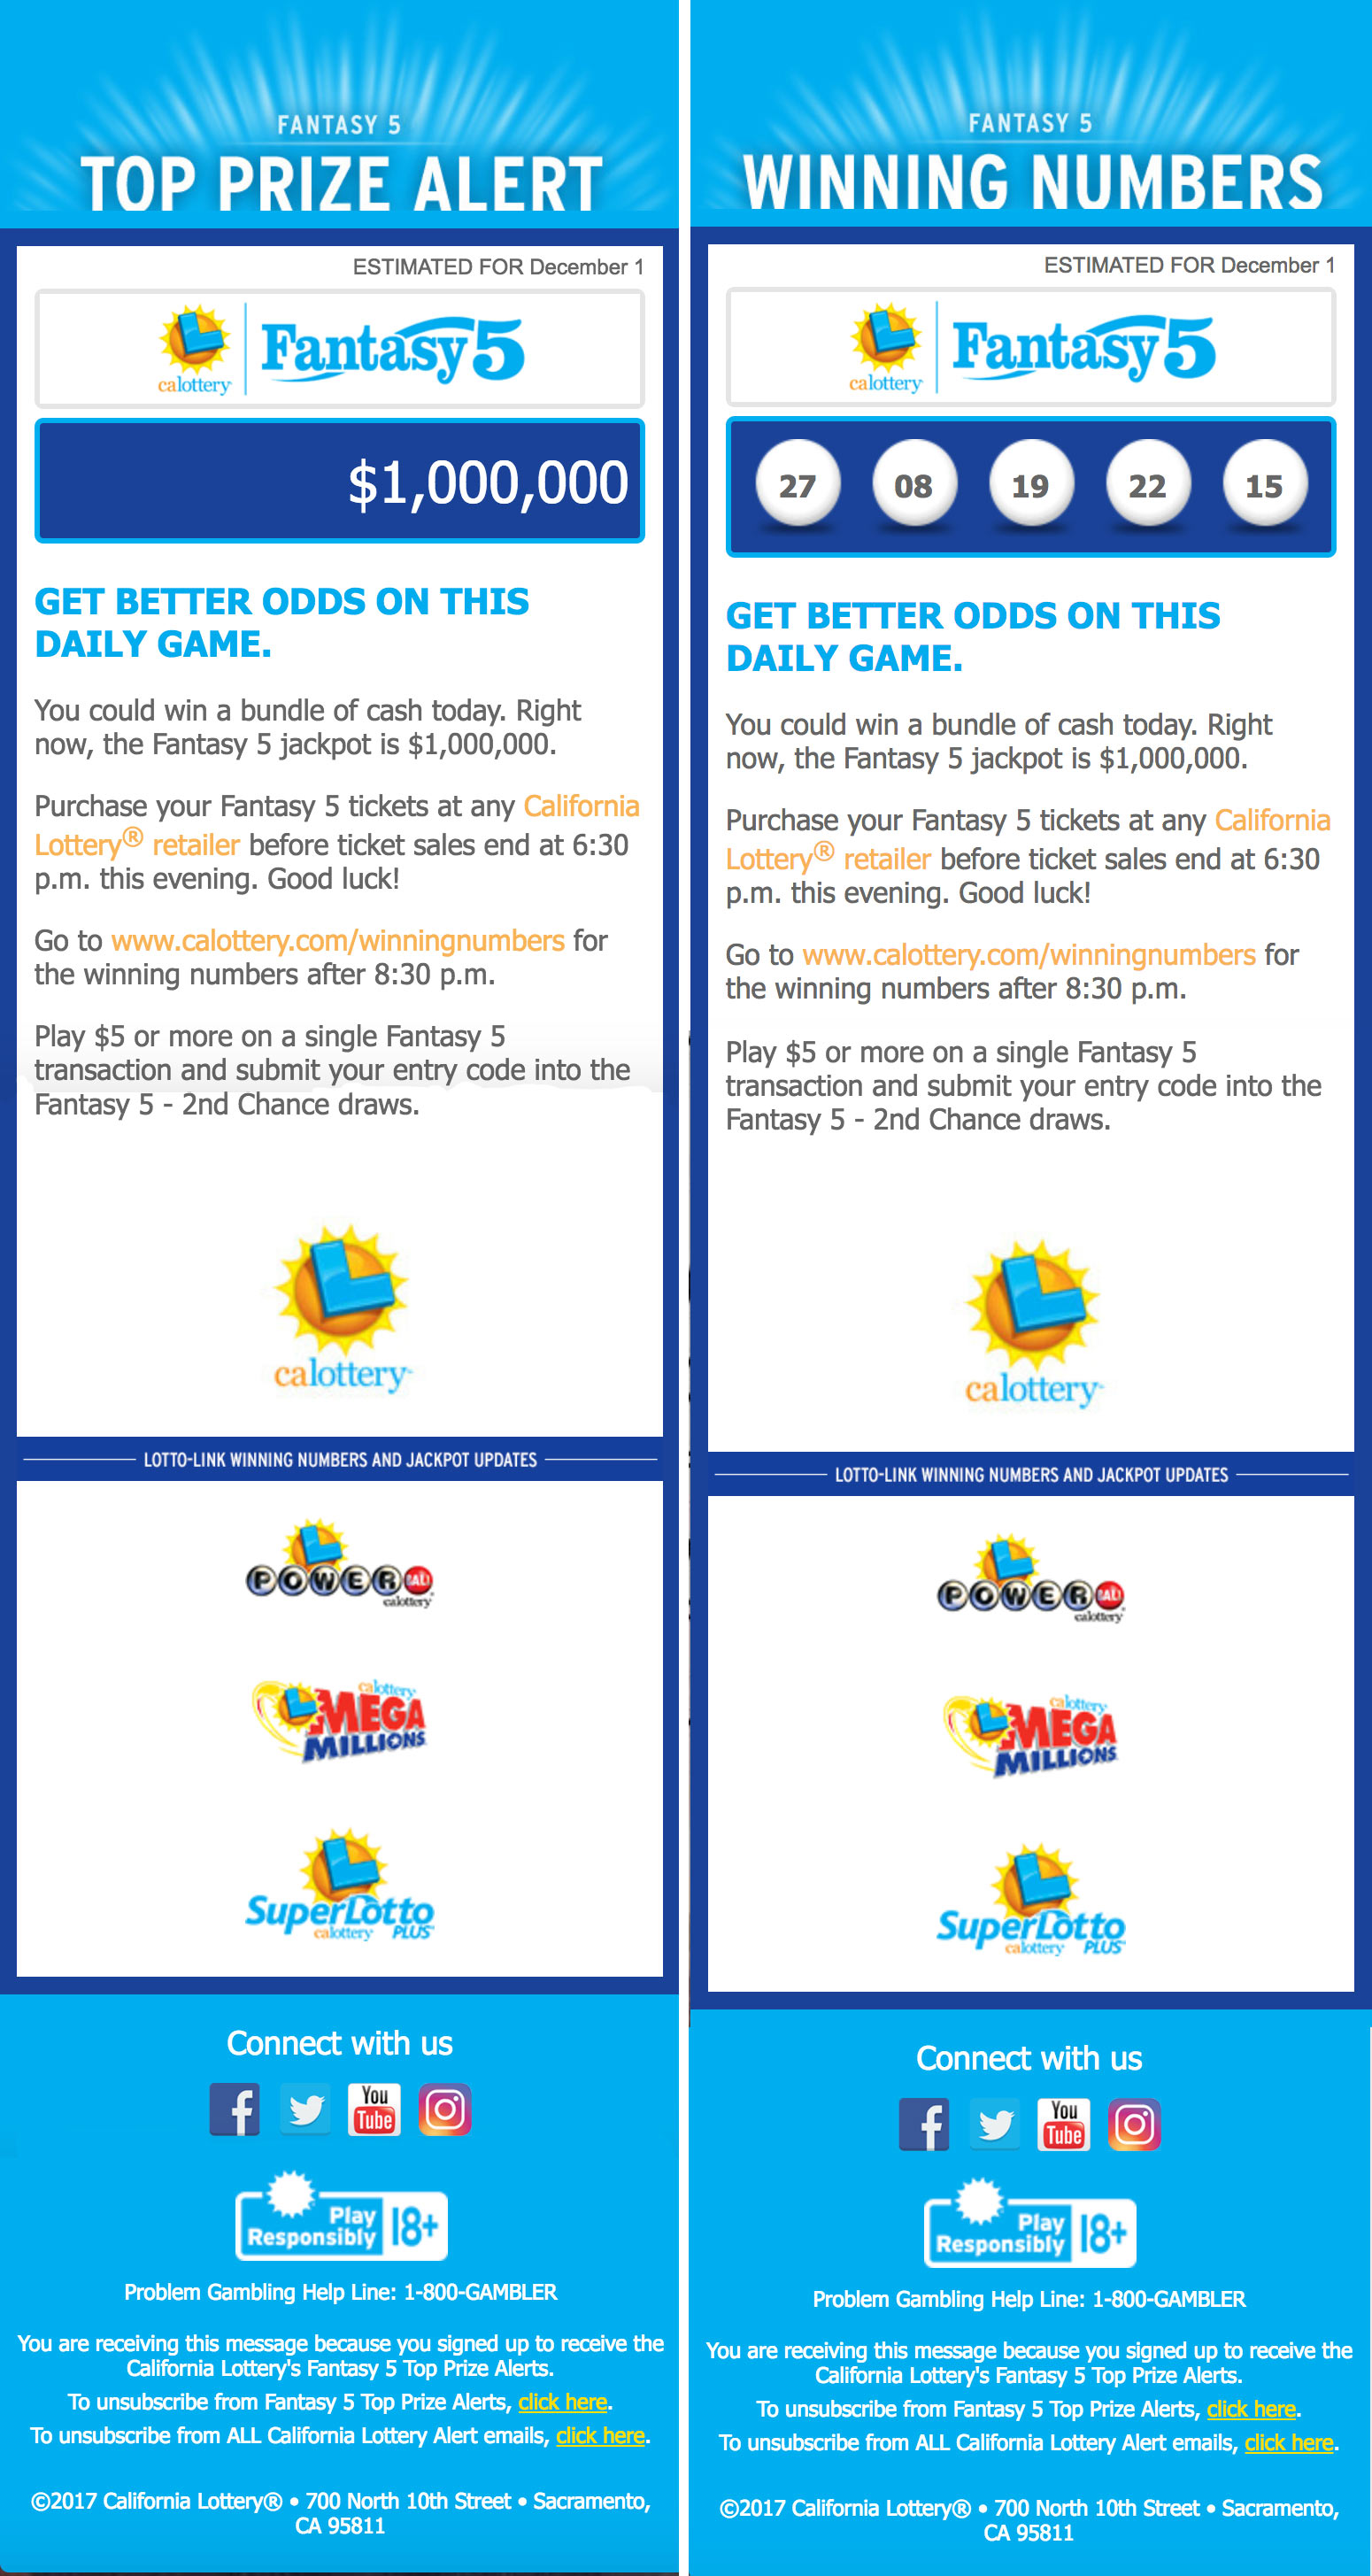 FANTASY 5
TOP PRIZE ALERT
ESTIMATED FOR December 1
calottery
Fantasy 5
$1,000,000
GET BETTER ODDS ON THIS
DAILY GAME.
You could win a bundle of cash today. Right
now, the Fantasy 5 jackpot is $1,000,000.
Purchase your Fantasy 5 tickets at any California
Lottery® retailer before ticket sales end at 6:30
p.m. this evening. Good luck!
Go to www.calottery.com/winningnumbers for
the winning numbers after 8:30 p.m.
Play $5 or more on a single Fantasy 5
transaction and submit your entry code into the
Fantasy 5 - 2nd Chance draws.
calottery
LOTTO-LINK WINNING NUMBERS AND JACKPOT UPDATES
POWERBALL
calottery
calottery
MEGA
MILLIONS
SuperLotto
calottery PLUS
Connect with us
You
Tube
Play
Responsibly
18+
Problem Gambling Help Line: 1-800-GAMBLER
You are receiving this message because you signed up to receive the
California Lottery's Fantasy 5 Top Prize Alerts.
To unsubscribe from Fantasy 5 Top Prize Alerts, click here.
To unsubscribe from ALL California Lottery Alert emails, click here.
©2017 California Lottery® • 700 North 10th Street • Sacramento,
CA 95811
FANTASY 5
WINNING NUMBERS
ESTIMATED FOR December 1
calottery
Fantasy 5
27 08 19 22 15
GET BETTER ODDS ON THIS
DAILY GAME.
You could win a bundle of cash today. Right
now, the Fantasy 5 jackpot is $1,000,000.
Purchase your Fantasy 5 tickets at any California
Lottery® retailer before ticket sales end at 6:30
p.m. this evening. Good luck!
Go to www.calottery.com/winningnumbers for
the winning numbers after 8:30 p.m.
Play $5 or more on a single Fantasy 5
transaction and submit your entry code into the
Fantasy 5 - 2nd Chance draws.
calottery
LOTTO-LINK WINNING NUMBERS AND JACKPOT UPDATES
POWERBALL
calottery
calottery
MEGA
MILLIONS
SuperLotto
calottery PLUS
Connect with us
You
Tube
Play
Responsibly
18+
Problem Gambling Help Line: 1-800-GAMBLER
You are receiving this message because you signed up to receive the
California Lottery's Fantasy 5 Top Prize Alerts.
To unsubscribe from Fantasy 5 Top Prize Alerts, click here.
To unsubscribe from ALL California Lottery Alert emails, click here.
©2017 California Lottery® • 700 North 10th Street • Sacramento,
CA 95811